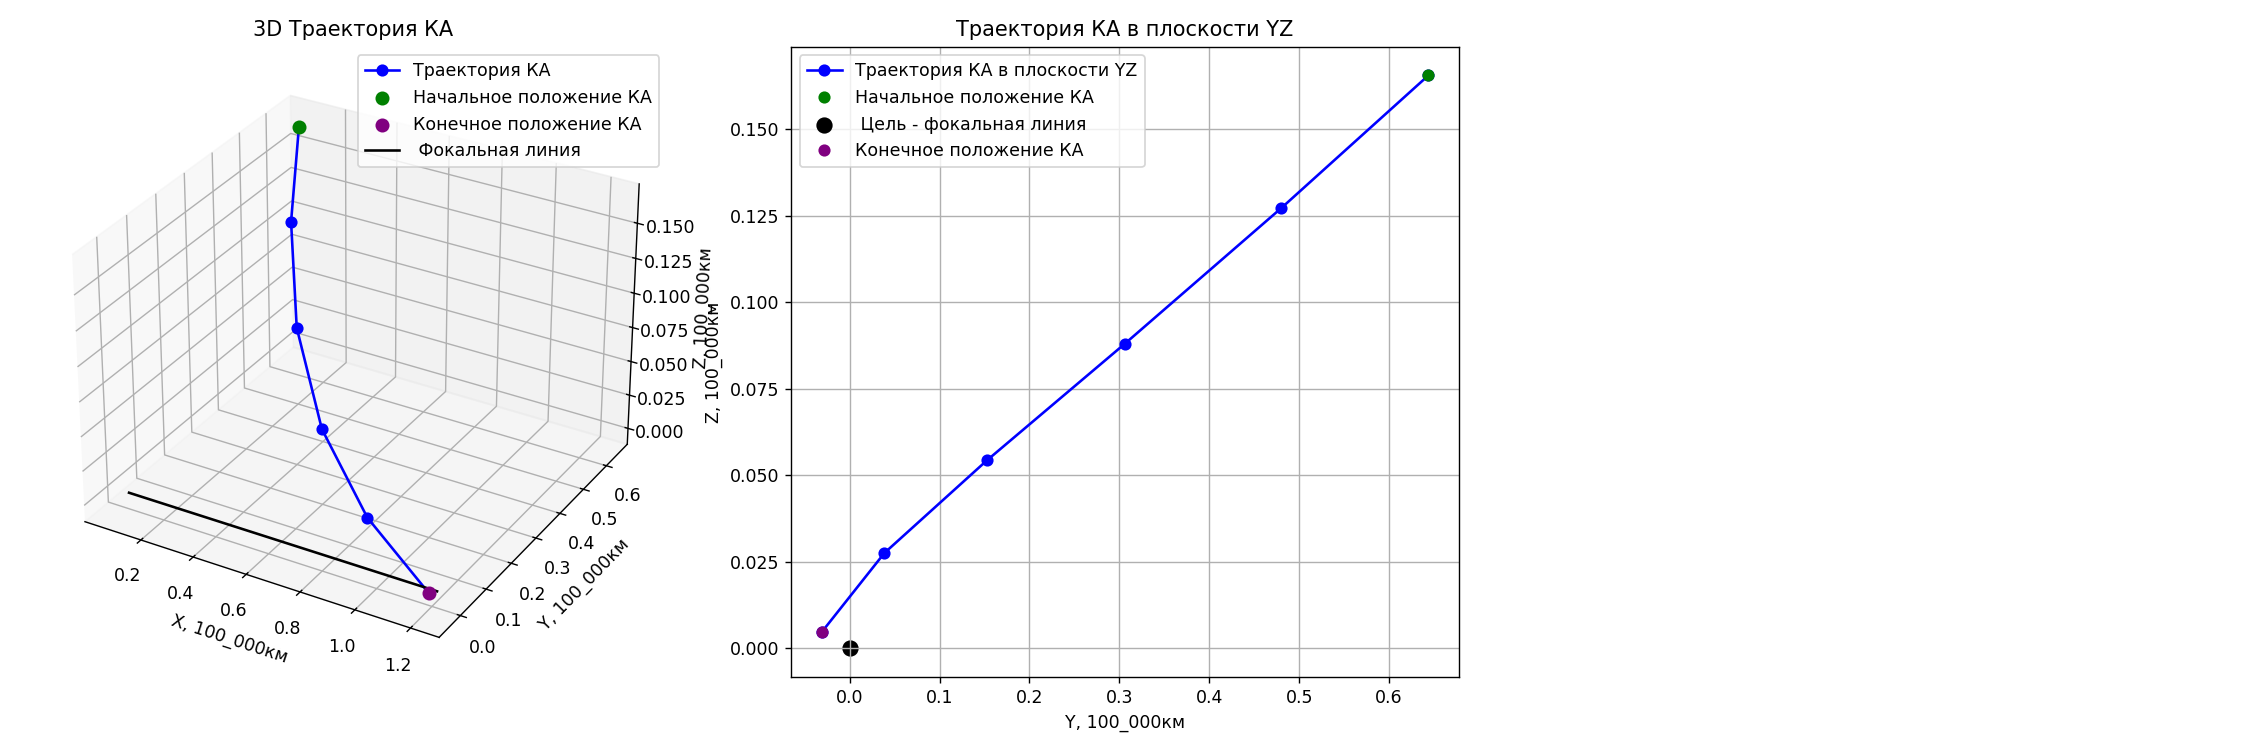 3D Траектория КА
Траектория КА
Начальное положение КА
Конечное положение КА
Фокальная линия
0.150
0.125
0.100
0.075
0.050
0.025
0.000
Z, 100_000км
0.6
0.5
0.4
0.3
0.2
0.1
0.0
Y, 100_000км
0.2
0.4
0.6
0.8
1.0
1.2
X, 100_000км
Траектория КА в плоскости YZ
Траектория КА в плоскости YZ
Начальное положение КА
Цель - фокальная линия
Конечное положение КА
0.150
0.125
0.100
0.075
0.050
0.025
0.000
Z, 100_000км
0.0
0.1
0.2
0.3
0.4
0.5
0.6
Y, 100_000км